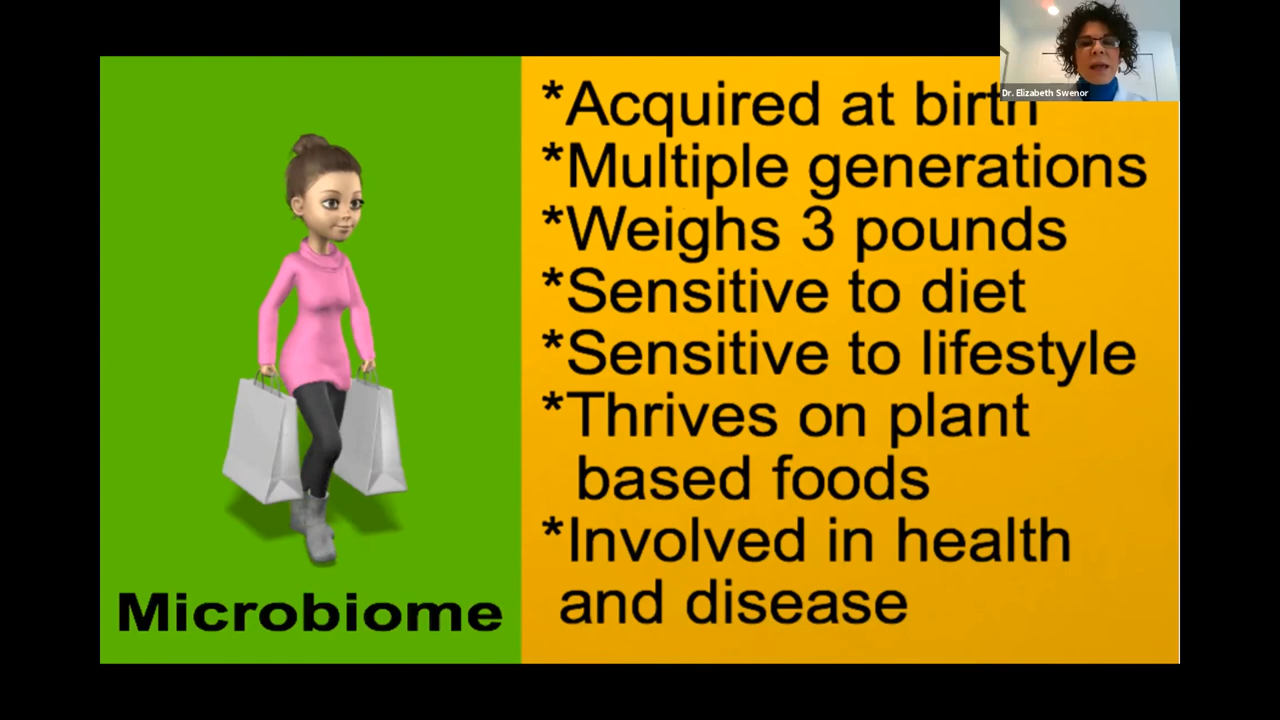 Dr. Elizabeth Swenor
*Acquired at birth
*Multiple generations
*Weighs 3 pounds
*Sensitive to diet
*Sensitive to lifestyle
*Thrives on plant
based foods
*Involved in health
and disease
Microbiome